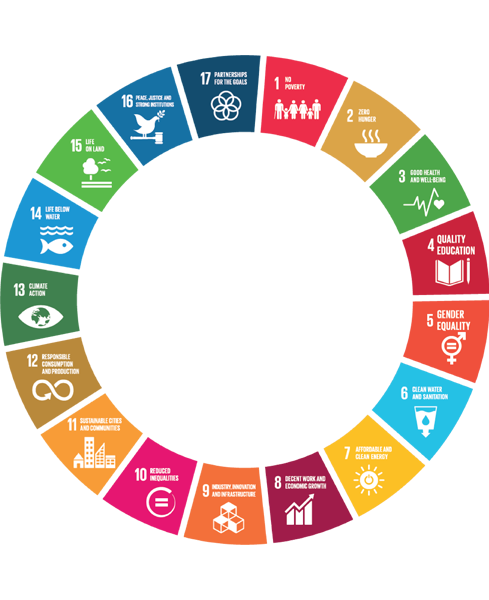 1 NO
POVERTY
2 ZERO
HUNGER
3 GOOD HEALTH
AND WELL-BEING
4 QUALITY
EDUCATION
5 GENDER
EQUALITY
6 CLEAN WATER
AND SANITATION
7 AFFORDABLE AND
CLEAN ENERGY
8 DECENT WORK AND
ECONOMIC GROWTH
9 INDUSTRY, INNOVATION
AND INFRASTRUCTURE
10 REDUCED
INEQUALITIES
11 SUSTAINABLE CITIES
AND COMMUNITIES
12 RESPONSIBLE
CONSUMPTION
AND PRODUCTION
13 CLIMATE
ACTION
14 LIFE BELOW
WATER
15 LIFE
ON LAND
16 PEACE, JUSTICE AND
STRONG INSTITUTIONS
17 PARTNERSHIPS
FOR THE GOALS